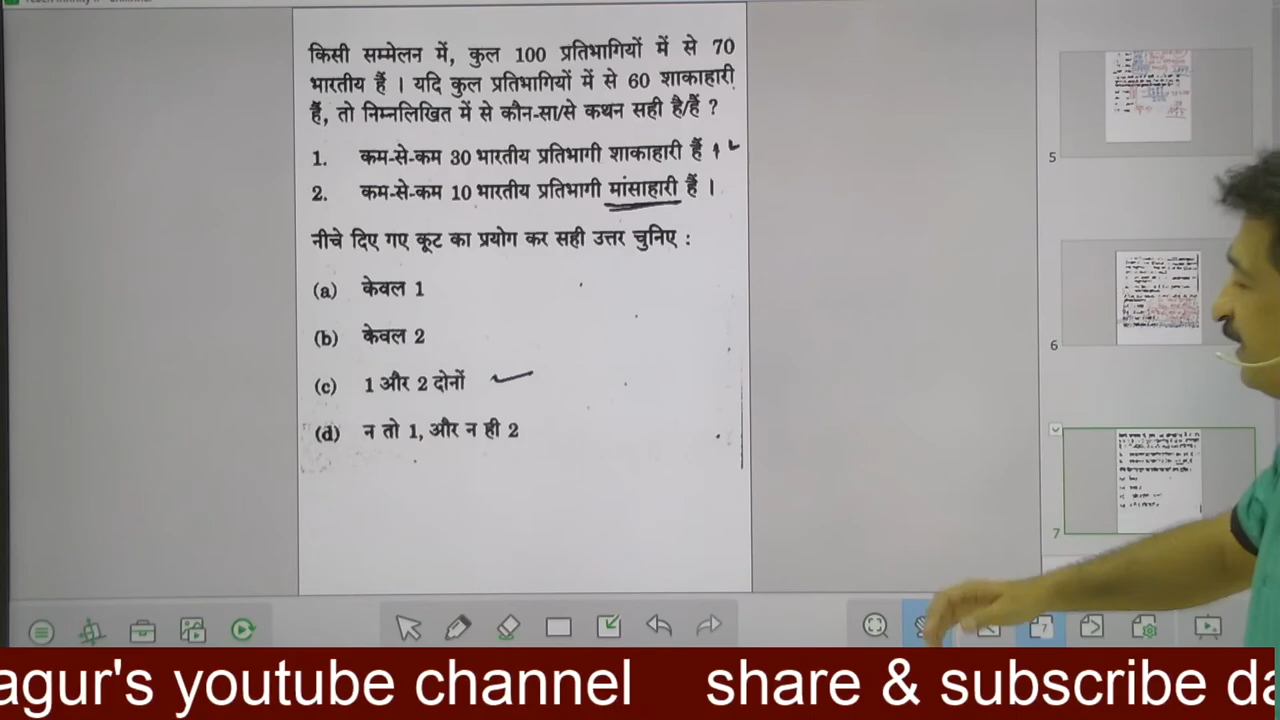 किसी सम्मेलन में, कुल 100 प्रतिभागियों में से 70
भारतीय हैं । यदि कुल प्रतिभागियों में से 60 शाकाहारी
हैं, तो निम्नलिखित में से कौन-सा/से कथन सही है/हैं ?
1. कम-से-कम 30 भारतीय प्रतिभागी शाकाहारी हैं ।
2. कम-से-कम 10 भारतीय प्रतिभागी मांसाहारी हैं ।
नीचे दिए गए कूट का प्रयोग कर सही उत्तर चुनिए :
(a) केवल 1
(b) केवल 2
(c) 1 और 2 दोनों
(d) न तो 1, और न ही 2
5
6
7
7
agur's youtube channel share & subscribe da